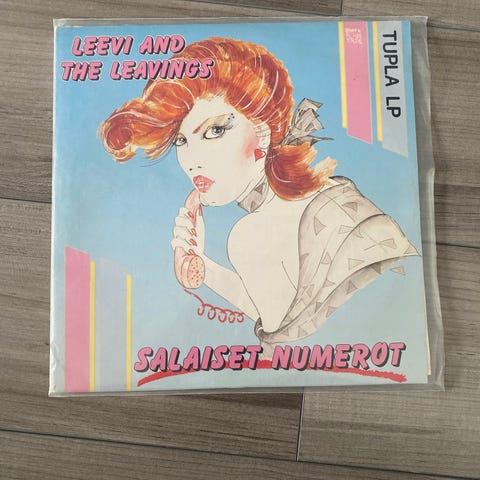 LEEVI AND
THE LEAVINGS
TUPLA LP
SALAISET NUMEROT